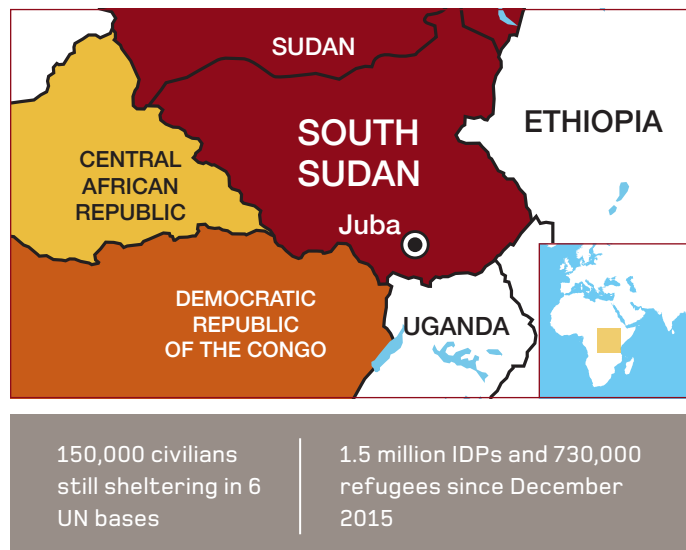 SUDAN
SOUTH
SUDAN
ETHIOPIA
CENTRAL
AFRICAN
REPUBLIC
Juba
DEMOCRATIC
REPUBLIC
OF THE CONGO
UGANDA
150,000 civilians
still sheltering in 6
UN bases
1.5 million IDPs and 730,000
refugees since December
2015